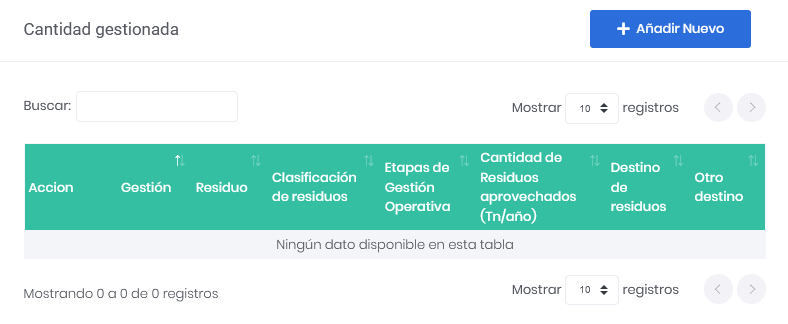 Cantidad gestionada
Añadir Nuevo
Buscar:
Mostrar 10 registros
Accion
Gestión
Residuo
Clasificación
de residuos
Etapas de
Gestión
Operativa
Cantidad de
Residuos
aprovechados
(Tn/año)
Destino
de
residuos
Otro
destino
Ningún dato disponible en esta tabla
Mostrando 0 a 0 de 0 registros
Mostrar 10 registros